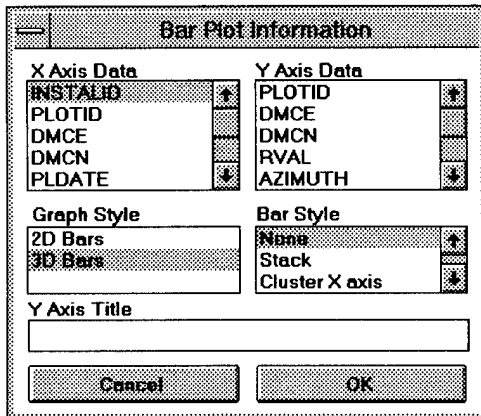 Bar Plot Information
X Axis Data
INSTALID
PLOTID
DMCE
DMCN
PLDATE
Y Axis Data
PLOTID
DMCE
DMCN
RVAL
AZIMUTH
Graph Style
2D Bars
3D Bars
Bar Style
None
Stack
Cluster X axis
Y Axis Title
Cancel
OK